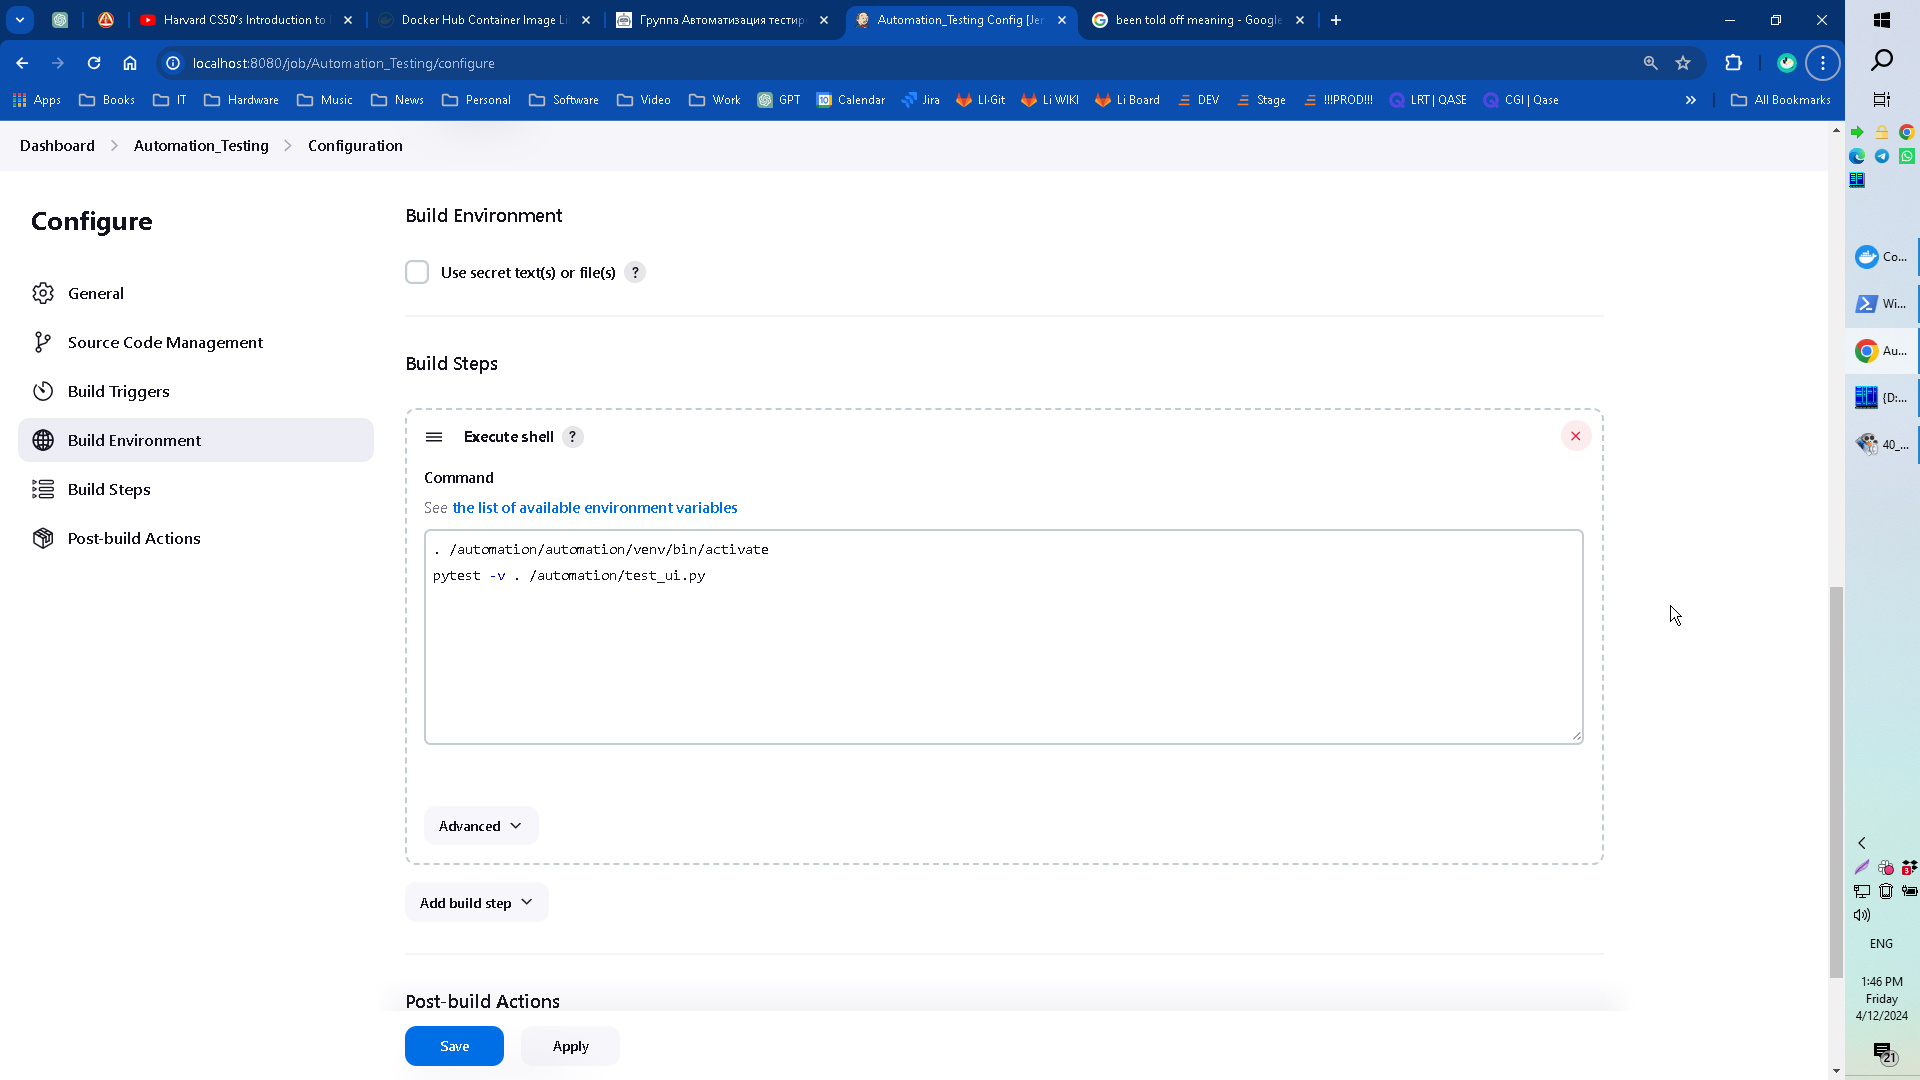 Harvard CS50's Introduction to
Docker Hub Container Image Li
Группа Автоматизация тестир
Automation_Testing Config [Jen
been told off meaning - Google
localhost:8080/job/Automation_Testing/configure
Apps
Books
IT
Hardware
Music
News
Personal
Software
Video
Work
GPT
Calendar
Jira
LI-Git
Li WIKI
Li Board
DEV
Stage
!!!PROD!!!
LRT | QASE
CGI | Qase
»
All Bookmarks
Dashboard
Automation_Testing
Configuration
Configure
General
Source Code Management
Build Triggers
Build Environment
Build Steps
Post-build Actions
Build Environment
Use secret text(s) or file(s) ?
Build Steps
Execute shell ?
Command
See the list of available environment variables
. /automation/automation/venv/bin/activate
pytest -v . /automation/test_ui.py
Advanced
Add build step
Post-build Actions
Save
Apply
Co...
Wi...
Au...
{D:...
40_...
3
ENG
1:46 PM
Friday
4/12/2024
21